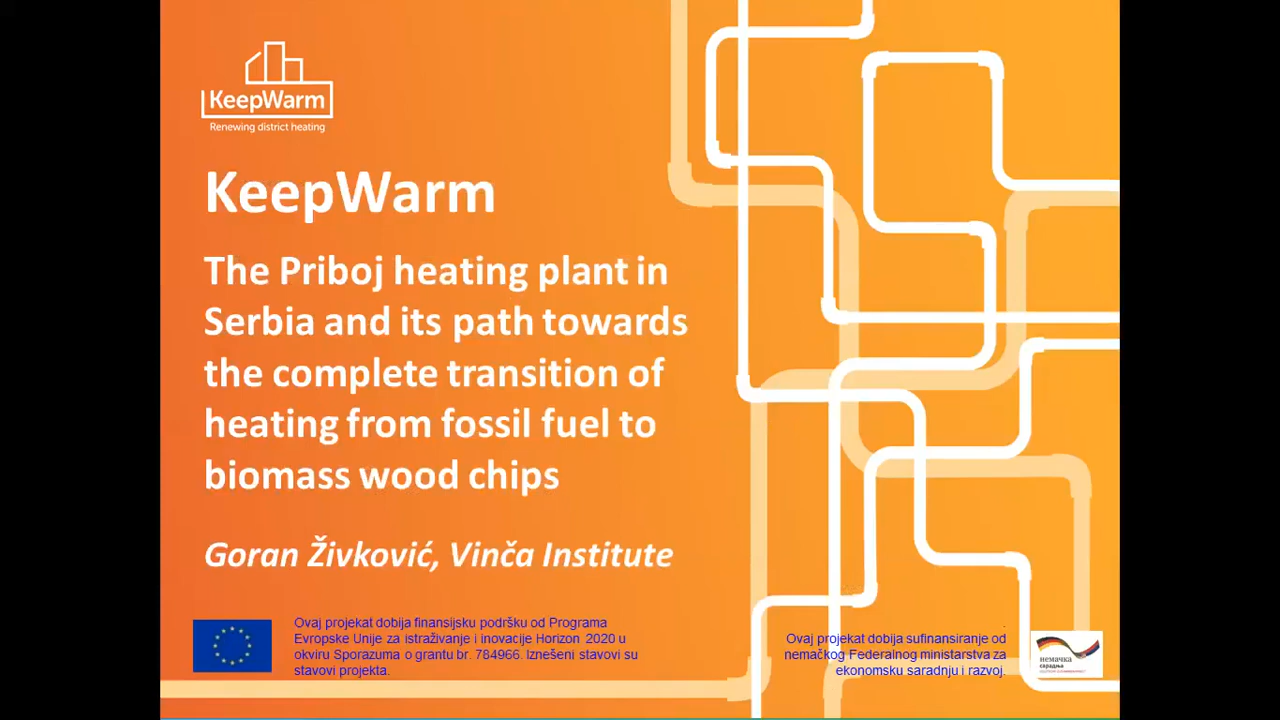 KeepWarm
Renewing district heating
KeepWarm
The Priboj heating plant in
Serbia and its path towards
the complete transition of
heating from fossil fuel to
biomass wood chips
Goran Živković, Vinča Institute
Ovaj projekat dobija finansijsku podršku od Programa
Evropske Unije za istraživanje i inovacije Horizon 2020 u
okviru Sporazuma o grantu br. 784966. Iznešeni stavovi su
stavovi projekta.
Ovaj projekat dobija sufinansiranje od
nemačkog Federalnog ministarstva za
ekonomsku saradnju i razvoj.
немачка
сарадња